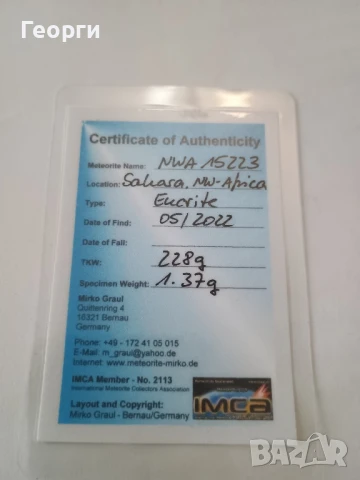 Георги
Certificate of Authenticity
Meteorite Name: NWA 15223
Location: Sahara, NW-Africa
Type: Eucrite
Date of Find: 05/2022
Date of Fall:
TKW: 228g
Specimen Weight: 1.37g
Mirko Graul
Quittenring 4
16321 Bernau
Germany
Phone: +49 - 172 41 05 015
E-Mail: m_graul@yahoo.de
Internet: www.meteorite-mirko.de
IMCA Member - No. 2113
International Meteorite Collectors Association
Layout and Copyright:
Mirko Graul - Bernau/Germany
IMCA
BAZAR